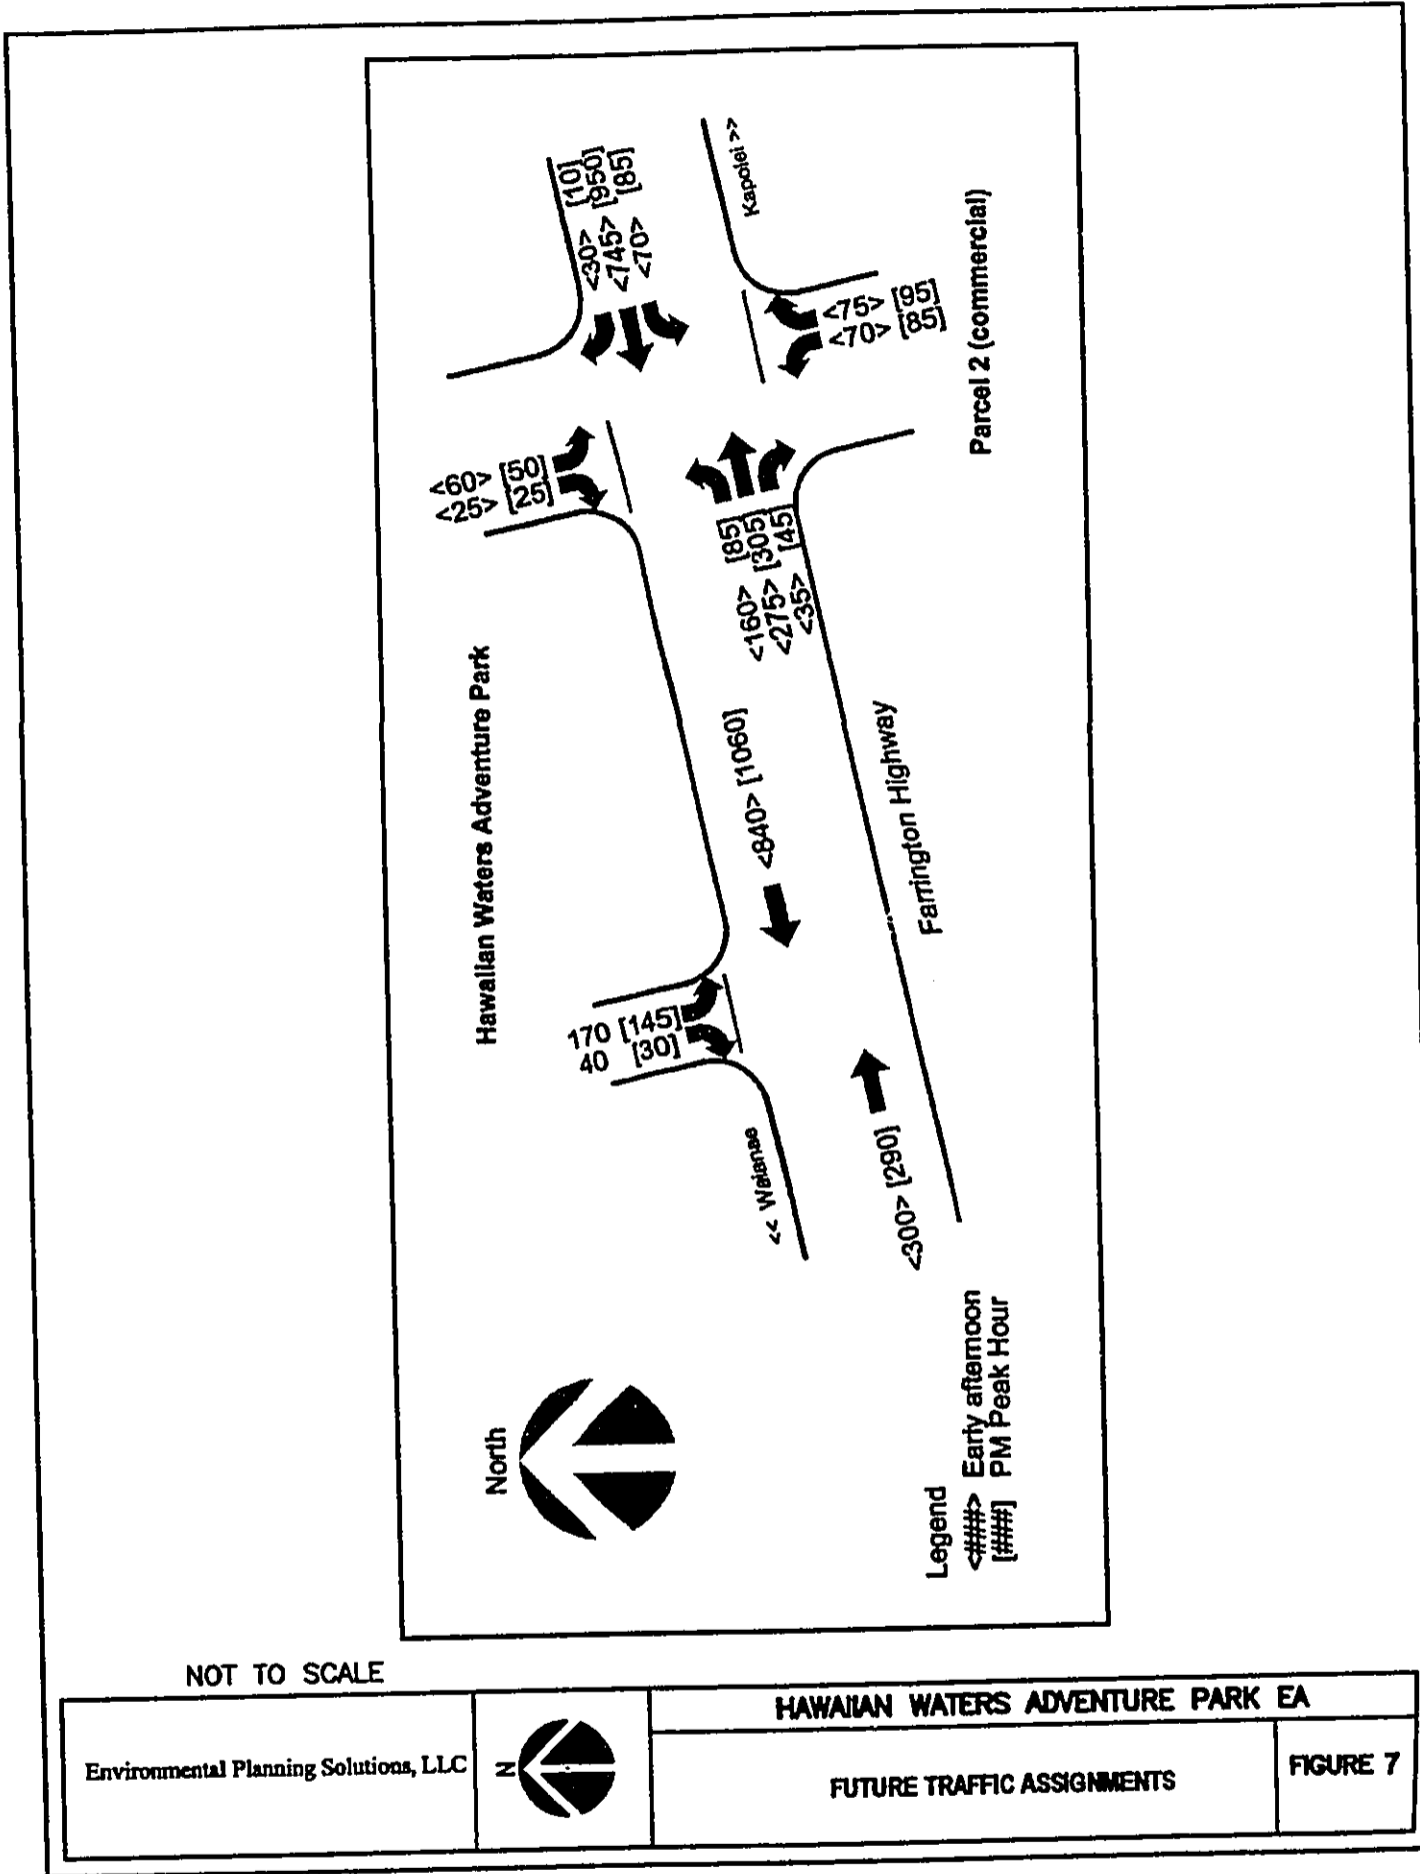 [10]
<30>
[950]
<745>
[85]
<70>
Kapolei >>
<75> [95]
<70> [85]
Parcel 2 (commercial)
<60> [50]
<25> [25]
<160> [85]
<275> [305]
<35> [45]
Hawaiian Waters Adventure Park
<840> [1060]
Farrington Highway
170 [145]
40 [30]
<< Waianae
<300> [290]
North
Legend
<###> Early afternoon
[###] PM Peak Hour
NOT TO SCALE
Environmental Planning Solutions, LLC
N
HAWAIIAN WATERS ADVENTURE PARK EA
FUTURE TRAFFIC ASSIGNMENTS
FIGURE 7